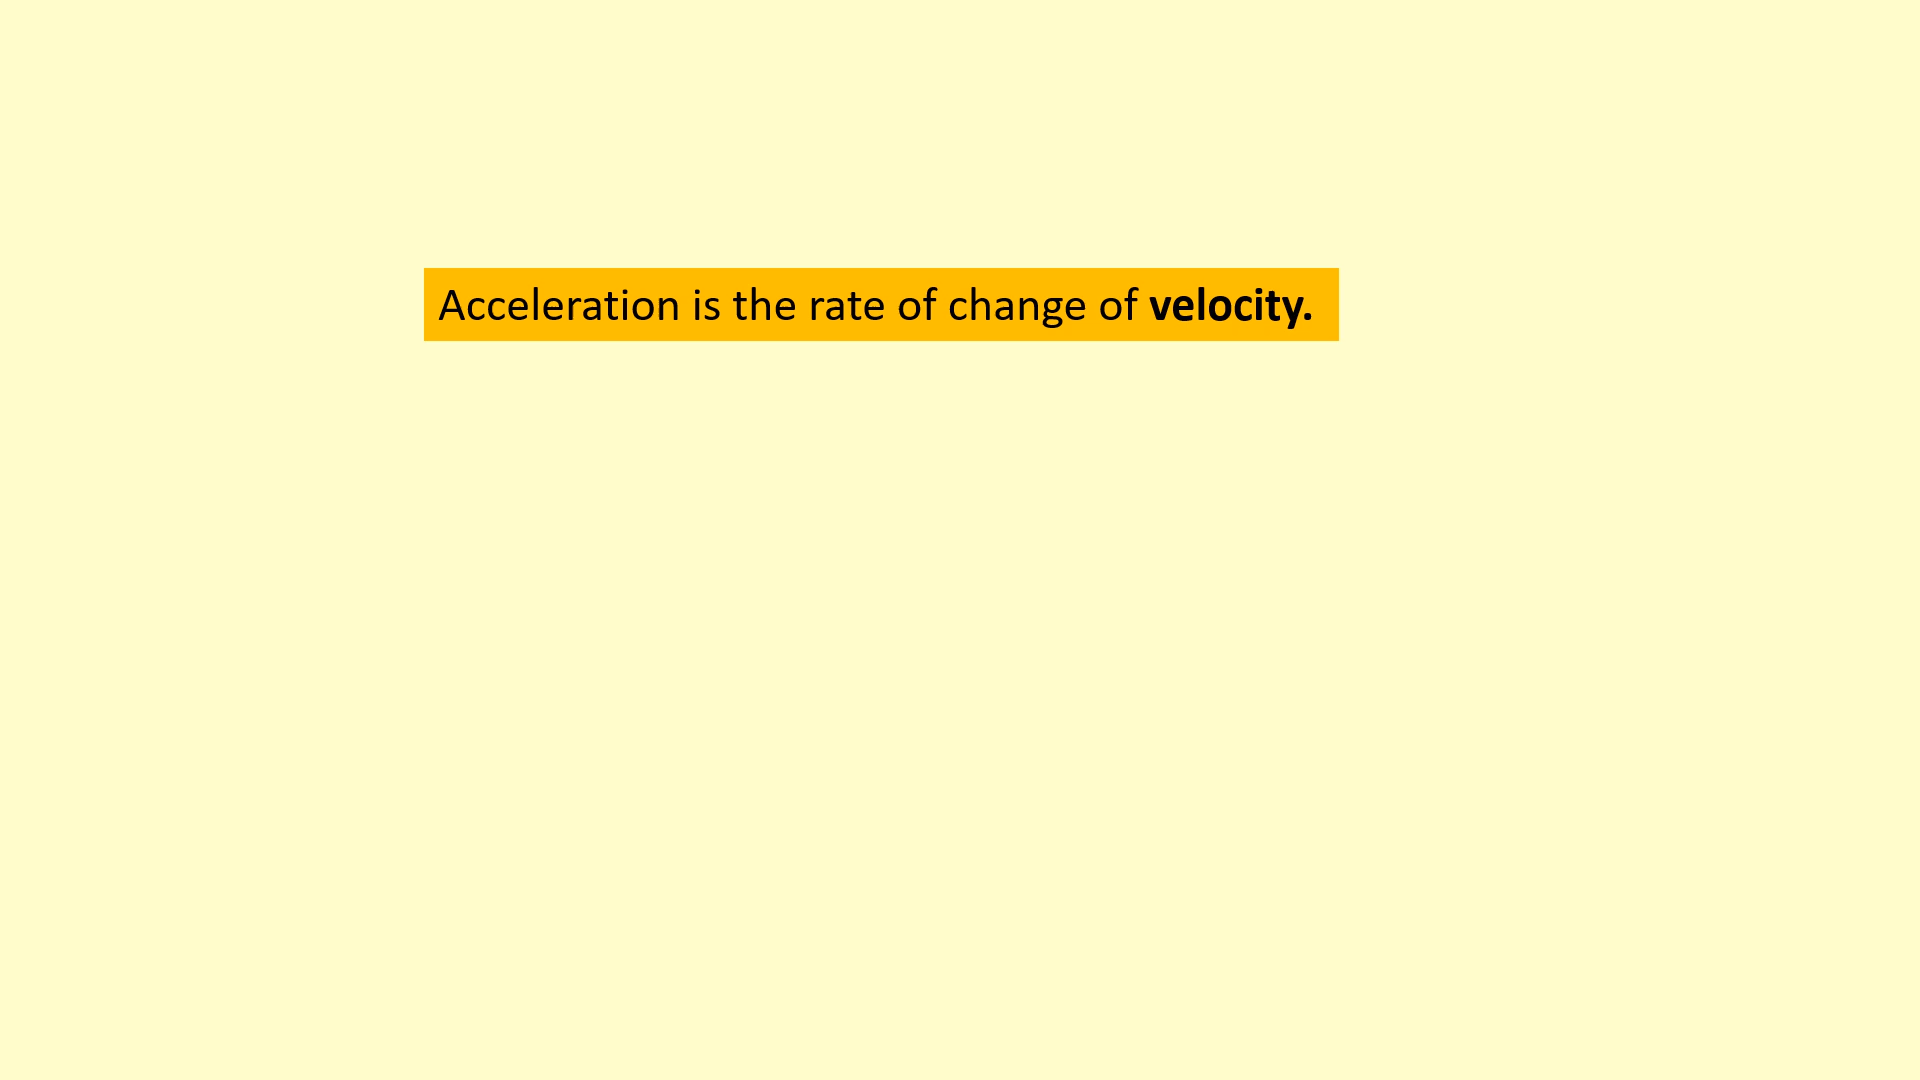 Acceleration is the rate of change of velocity.